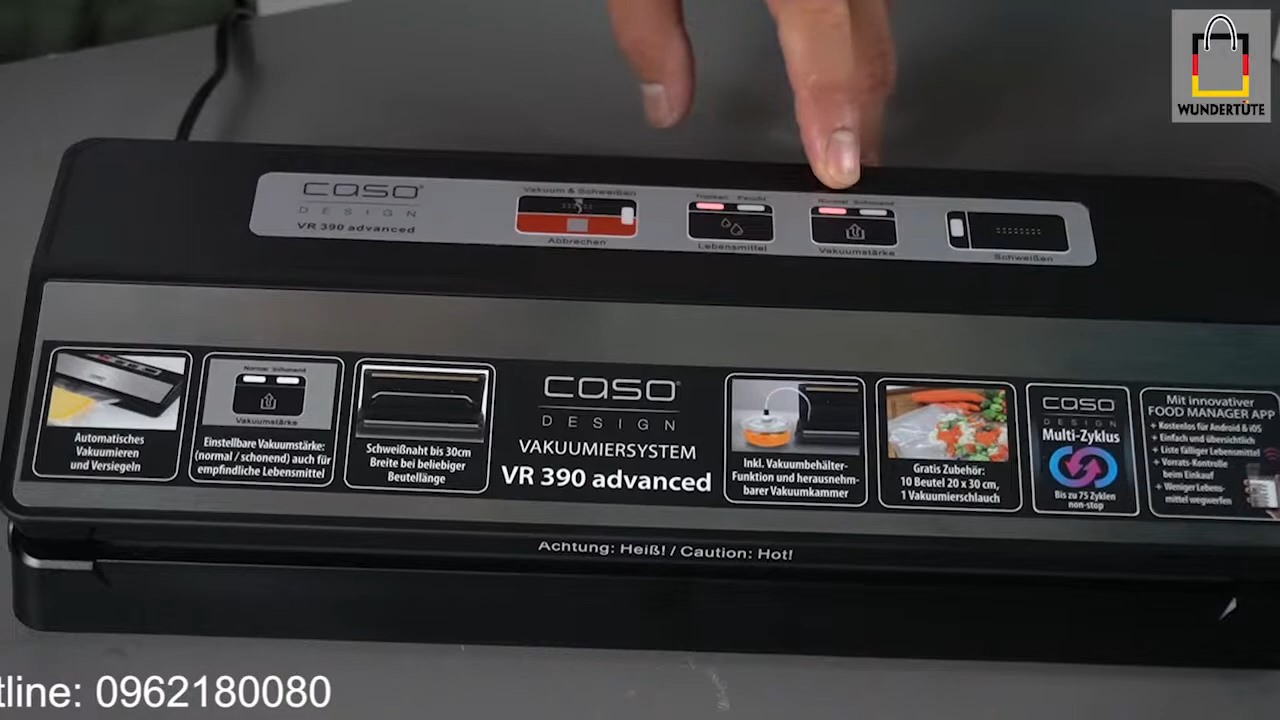 WUNDERTÜTE
caso®
DESIGN
VR 390 advanced
Vakuum & Schweißen
Abbrechen
Trocken Feucht
Lebensmittel
Normal Schonend
Vakuumstärke
Schweißen
Automatisches
Vakuumieren
und Versiegeln
Normal Schonend
Vakuumstärke
Einstellbare Vakuumstärke:
(normal / schonend) auch für
empfindliche Lebensmittel
Schweißnaht bis 30cm
Breite bei beliebiger
Beutellänge
caso®
DESIGN
VAKUUMIERSYSTEM
VR 390 advanced
Inkl. Vakuumbehälter-
Funktion und herausnehm-
barer Vakuumkammer
Gratis Zubehör:
10 Beutel 20 x 30 cm,
1 Vakuumierschlauch
caso
DESIGN
Multi-Zyklus
Bis zu 75 Zyklen
non-stop
Mit innovativer
FOOD MANAGER APP
+ Kostenlos für Android & iOS
+ Einfach und übersichtlich
+ Liste fälliger Lebensmittel
+ Vorrats-Kontrolle
beim Einkauf
+ Weniger Lebens-
mittel wegwerfen
Achtung: Heiß! / Caution: Hot!
tline: 0962180080